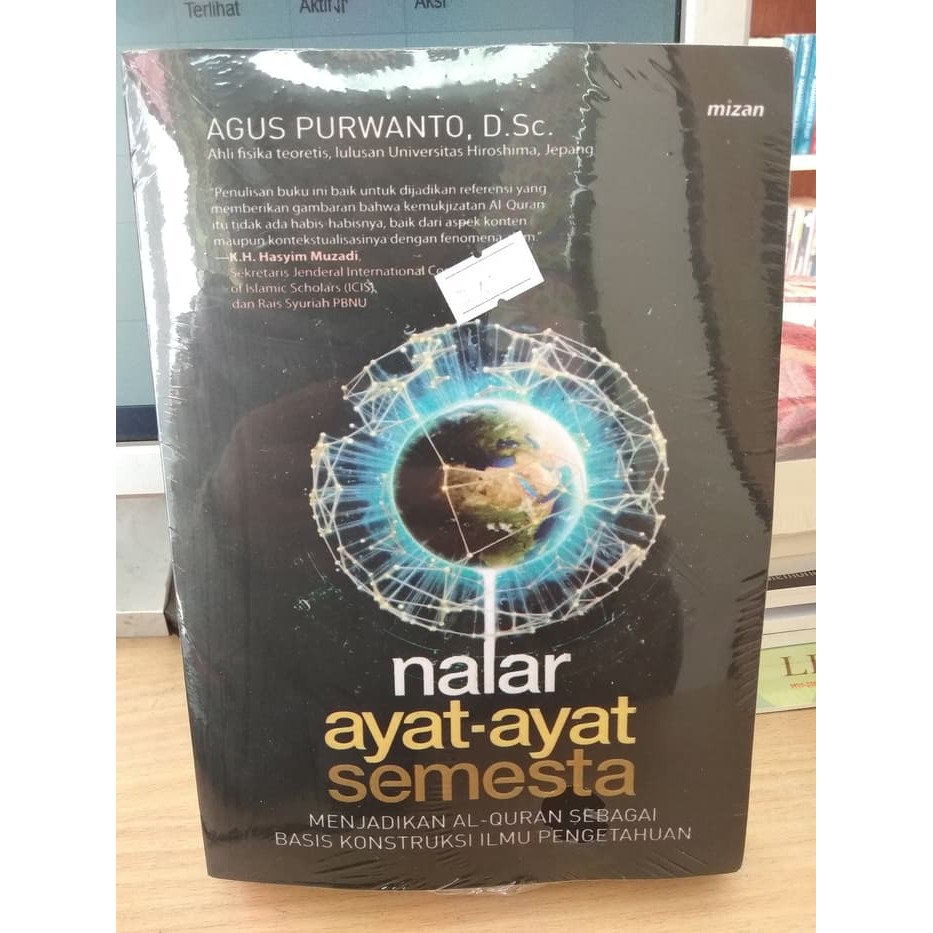 Terlihat
Aktif
Aksi
mizan
AGUS PURWANTO, D.Sc.
Ahli fisika teoretis, lulusan Universitas Hiroshima, Jepang
"Penulisan buku ini baik untuk dijadikan referensi yang
memberikan gambaran bahwa kemukjizatan Al-Quran
itu tidak ada habis-habisnya, baik dari aspek konten
maupun kontekstualisasinya dengan fenomena
—K.H. Hasyim Muzadi,
Sekretaris Jenderal International
of Islamic Scholars (ICIS),
dan Rais Syuriah PBNU
nalar
ayat-ayat
semesta
MENJADIKAN AL-QURAN SEBAGAI
BASIS KONSTRUKSI ILMU PENGETAHUAN